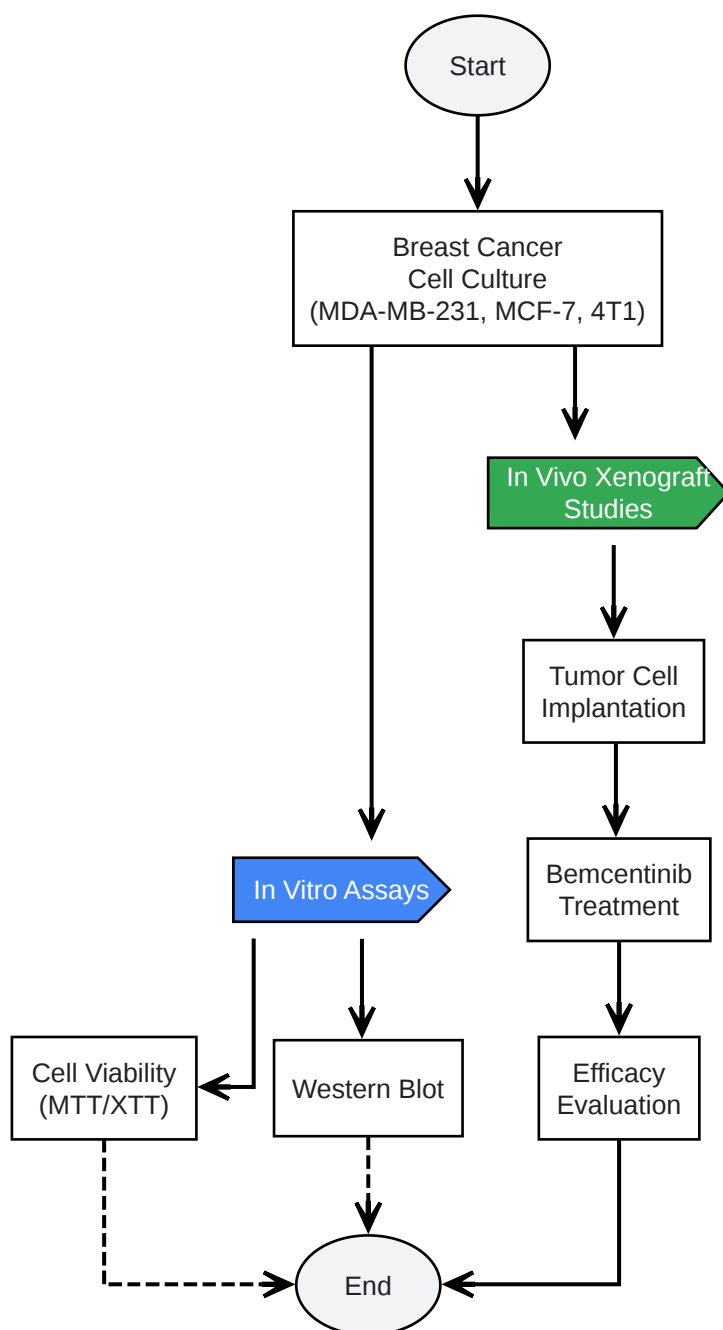 Start
Breast Cancer
Cell Culture
(MDA-MB-231, MCF-7, 4T1)
In Vivo Xenograft
Studies
Tumor Cell
Implantation
Bemcentinib
Treatment
In Vitro Assays
Cell Viability
(MTT/XTT)
Western Blot
Efficacy
Evaluation
End